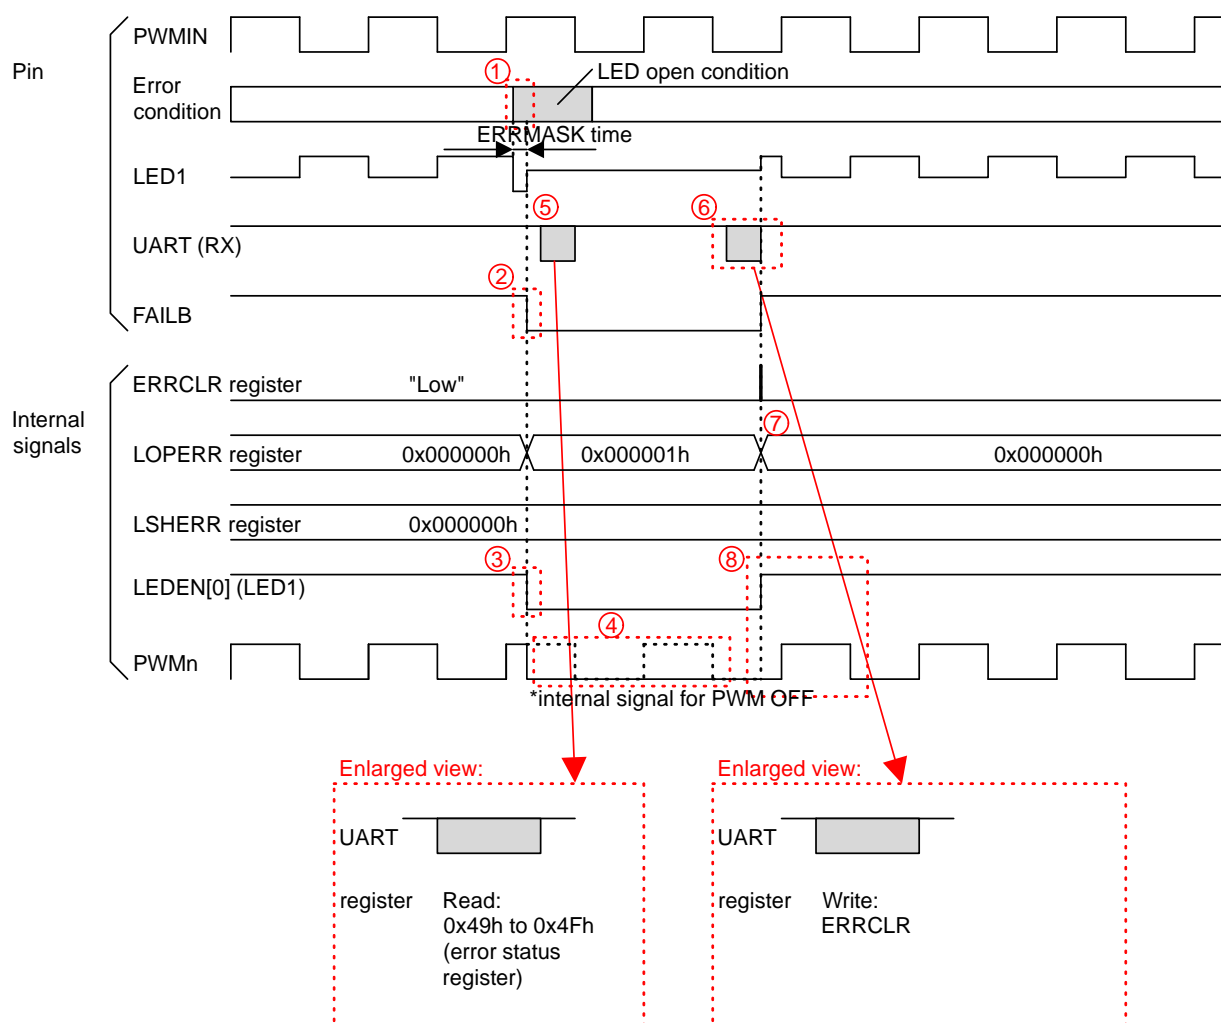 PWMIN
Pin
① LED open condition
Error
condition
ERRMASK time
LED1
⑤ ⑥
UART (RX)
②
FAILB
ERRCLR register "Low"
Internal
signals
⑦
LOPERR register 0x000000h 0x000001h 0x000000h
LSHERR register 0x000000h
③ ⑧
LEDEN[0] (LED1)
④
PWMn
*internal signal for PWM OFF
Enlarged view: Enlarged view:
UART UART
register Read: register Write:
0x49h to 0x4Fh ERRCLR
(error status
register)